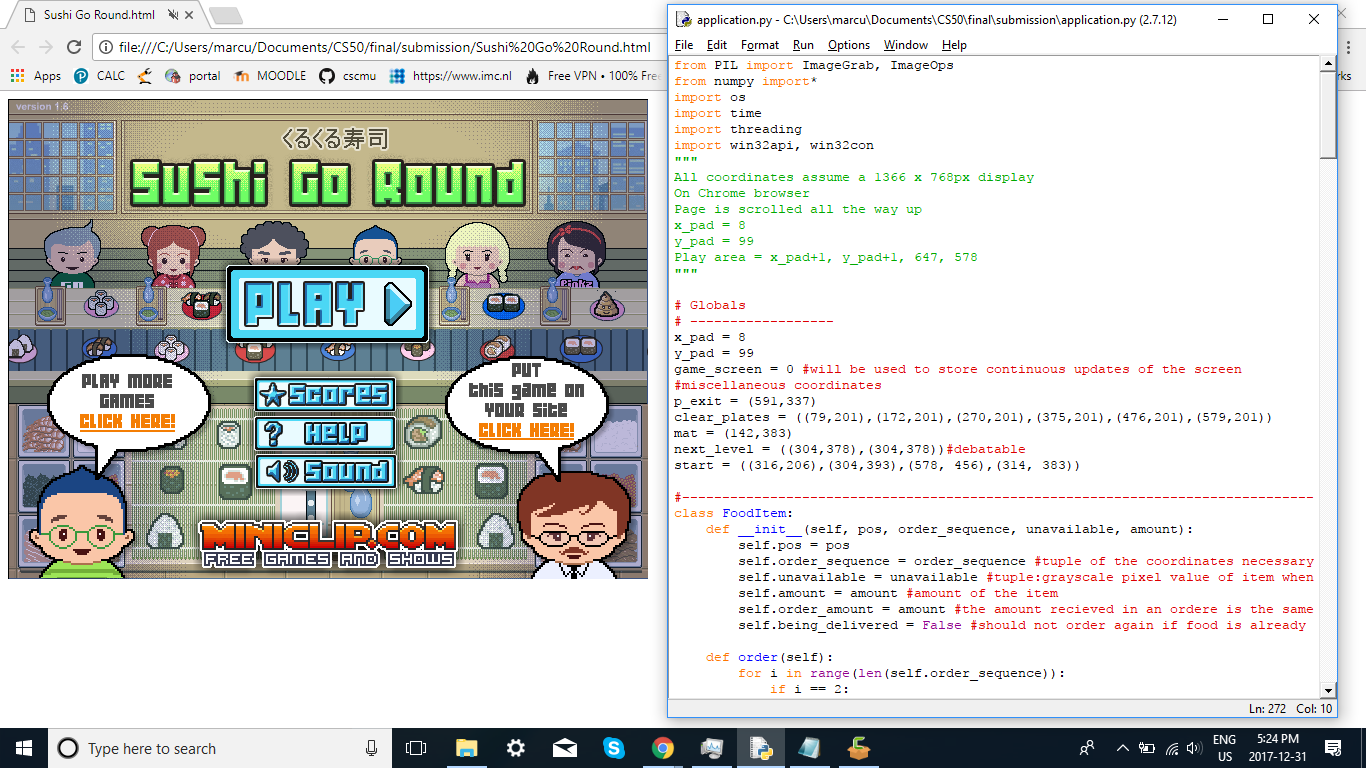 Sushi Go Round.html
file:///C:/Users/marcu/Documents/CS50/final/submission/Sushi%20Go%20Round.html
Apps CALC portal MOODLE cscmu https://www.imc.nl Free VPN • 100% Free
version 1.8
くるくる寿司
Sushi Go Round
GO
Pinkz
PLAY
PLAY MORE
GAMES
CLICK HERE!
PUT
this game on
YOUR Site
CLICK HERE!
Scores
Help
Sound
MINICLIP.COM
FREE GAMES AND SHOWS
application.py - C:\Users\marcu\Documents\CS50\final\submission\application.py (2.7.12)
File Edit Format Run Options Window Help
from PIL import ImageGrab, ImageOps
from numpy import*
import os
import time
import threading
import win32api, win32con
"""
All coordinates assume a 1366 x 768px display
On Chrome browser
Page is scrolled all the way up
x_pad = 8
y_pad = 99
Play area = x_pad+1, y_pad+1, 647, 578
"""
# Globals
# ------------------
x_pad = 8
y_pad = 99
game_screen = 0 #will be used to store continuous updates of the screen
#miscellaneous coordinates
p_exit = (591,337)
clear_plates = ((79,201),(172,201),(270,201),(375,201),(476,201),(579,201))
mat = (142,383)
next_level = ((304,378),(304,378))#debatable
start = ((316,206),(304,393),(578, 456),(314, 383))
#-------------------------------------------------------------------------------
class FoodItem:
def __init__(self, pos, order_sequence, unavailable, amount):
self.pos = pos
self.order_sequence = order_sequence #tuple of the coordinates necessary
self.unavailable = unavailable #tuple:grayscale pixel value of item when
self.amount = amount #amount of the item
self.order_amount = amount #the amount recieved in an ordere is the same
self.being_delivered = False #should not order again if food is already
def order(self):
for i in range(len(self.order_sequence)):
if i == 2:
Ln: 272 Col: 10
Type here to search
ENG
US
5:24 PM
2017-12-31